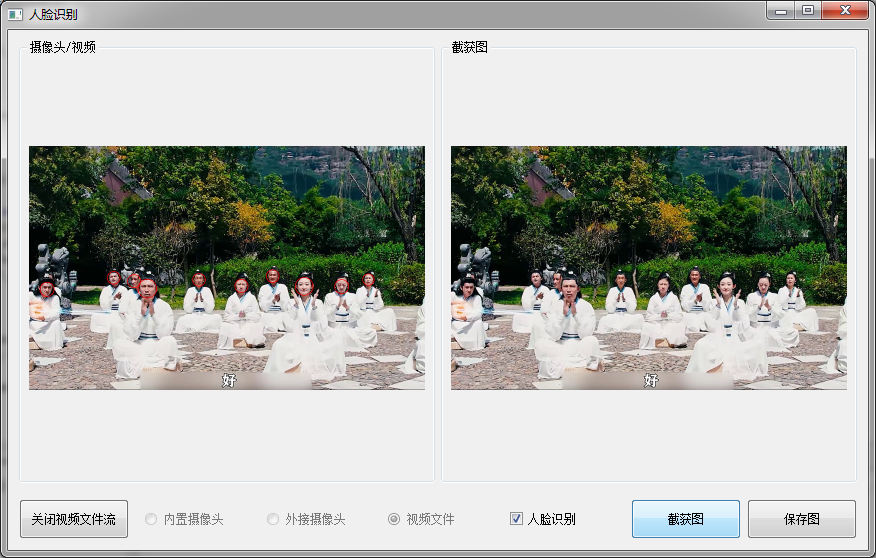 人脸识别
摄像头/视频
截获图
好
好
关闭视频文件流
内置摄像头
外接摄像头
视频文件
人脸识别
截获图
保存图